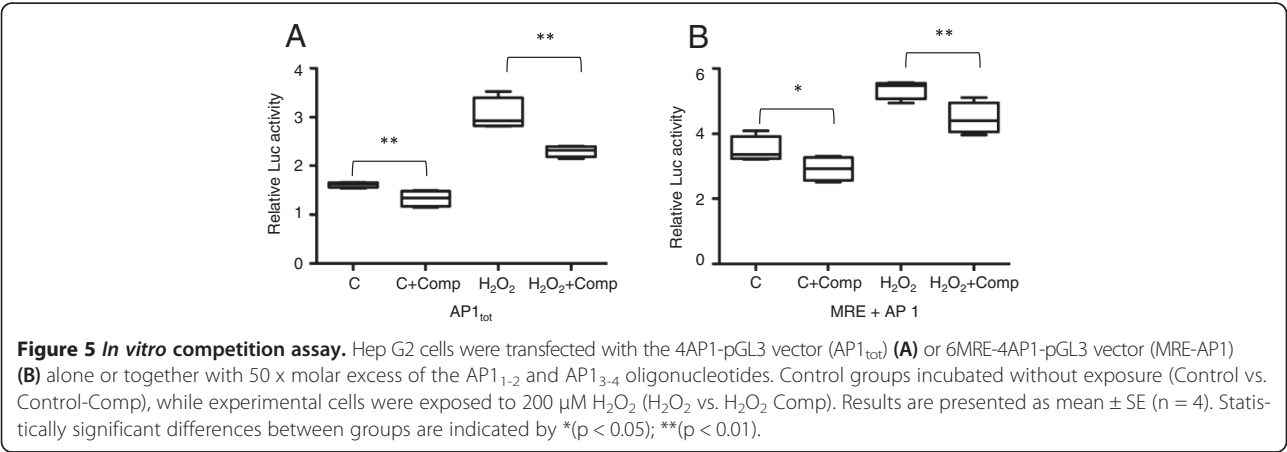 A
**
**
Relative Luc activity
4
3
2
1
0
C
C+Comp
H₂O₂
H₂O₂+Comp
AP1tot
B
*
**
Relative Luc activity
6
4
2
0
C
C+Comp
H₂O₂
H₂O₂+Comp
MRE + AP 1
Figure 5 In vitro competition assay. Hep G2 cells were transfected with the 4AP1-pGL3 vector (AP1tot) (A) or 6MRE-4AP1-pGL3 vector (MRE-AP1)
(B) alone or together with 50 x molar excess of the AP1₁₋₂ and AP1₃₋₄ oligonucleotides. Control groups incubated without exposure (Control vs.
Control-Comp), while experimental cells were exposed to 200 μM H₂O₂ (H₂O₂ vs. H₂O₂ Comp). Results are presented as mean ± SE (n = 4). Statis-
tically significant differences between groups are indicated by *(p < 0.05); **(p < 0.01).